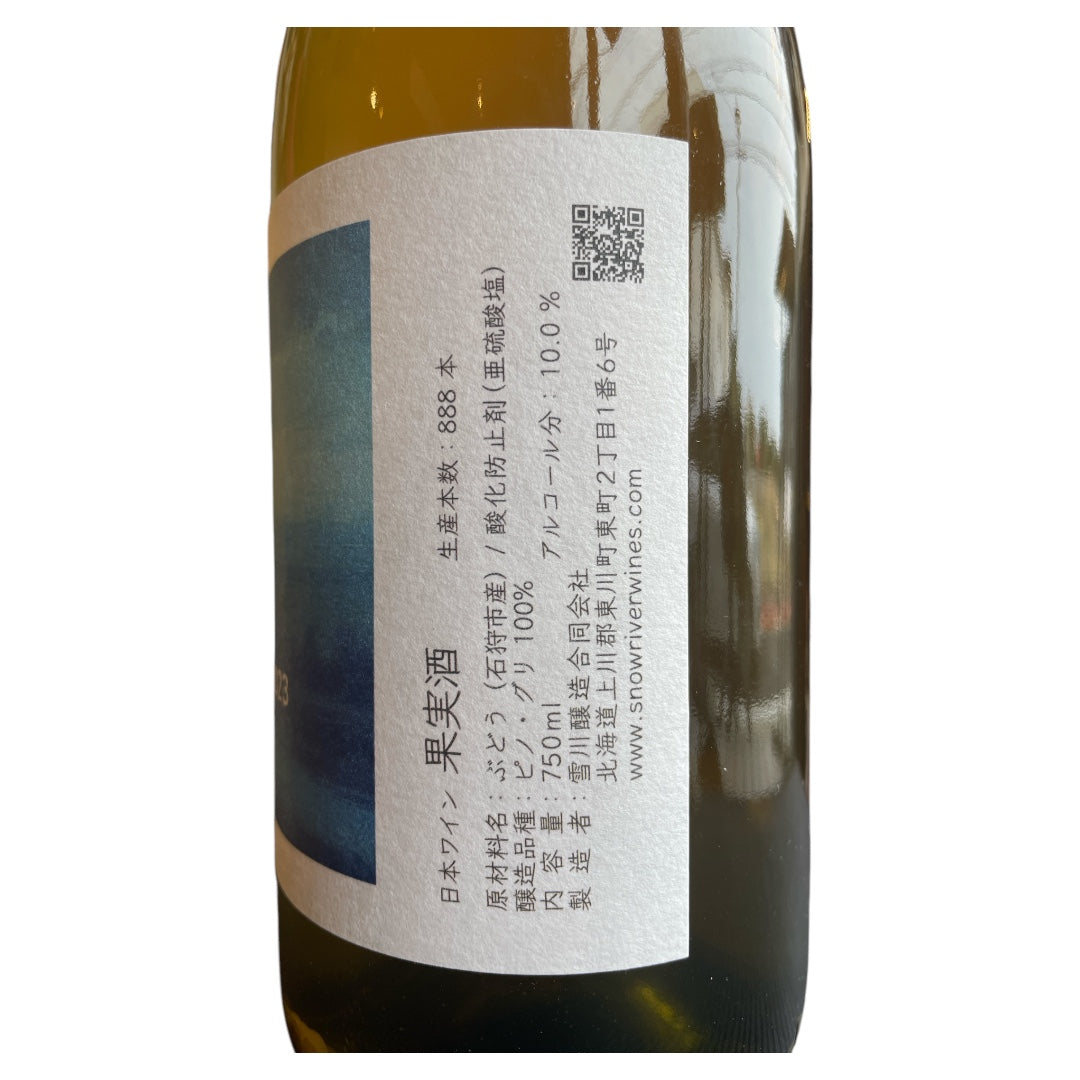 23
日本ワイン 果実酒 生産本数：888 本
原材料名：ぶどう (石狩市産) / 酸化防止剤 (亜硫酸塩)
醸造品種：ピノ・グリ 100%
内容量：750ml アルコール分：10.0 %
製造者：雪川醸造合同会社
北海道上川郡東川町東町2丁目1番6号
www.snowriverwines.com